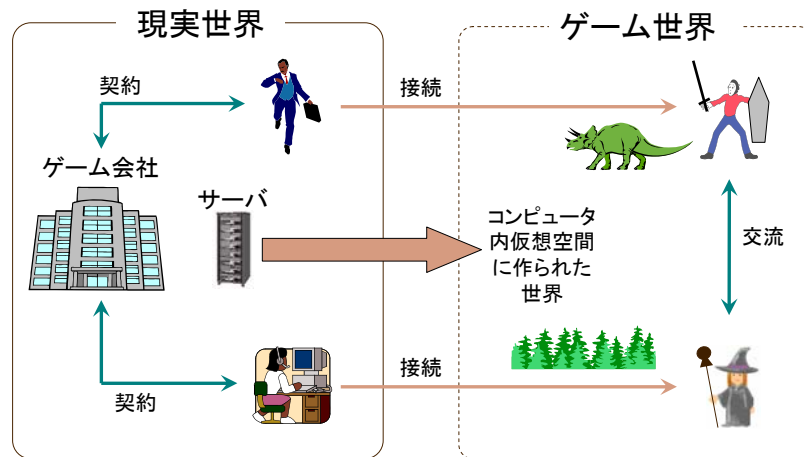 現実世界
ゲーム世界
契約
接続
ゲーム会社
サーバ
コンピュータ
内仮想空間
に作られた
世界
交流
接続
契約